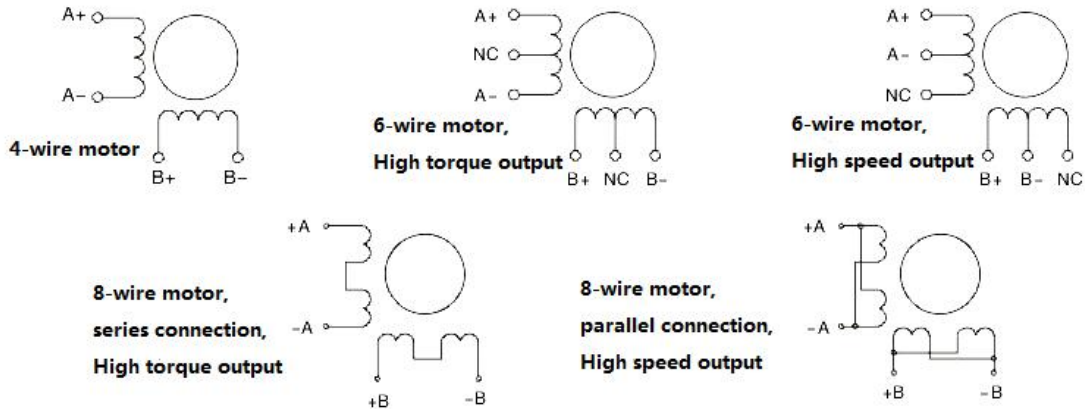 A+
A-
4-wire motor
B+ B-
A+
NC
A-
6-wire motor,
High torque output
B+ NC B-
A+
A-
NC
6-wire motor,
High speed output
B+ B- NC
+A
-A
8-wire motor,
series connection,
High torque output
+B -B
+A
-A
8-wire motor,
parallel connection,
High speed output
+B -B